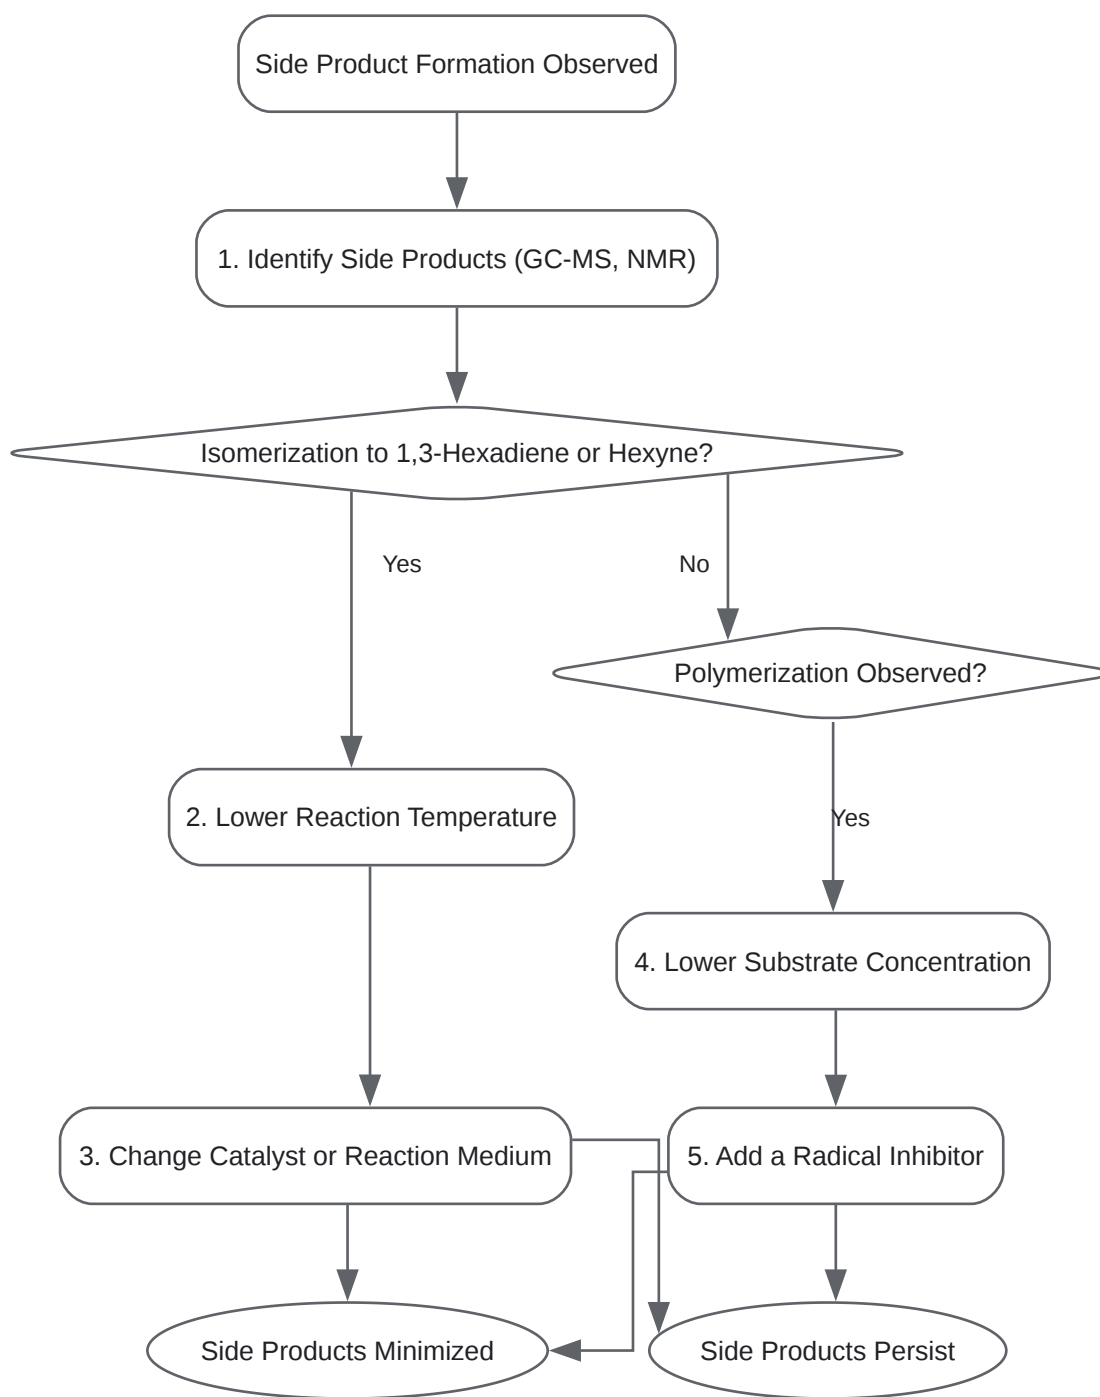 Side Product Formation Observed
1. Identify Side Products (GC-MS, NMR)
Isomerization to 1,3-Hexadiene or Hexyne?
Yes
No
Polymerization Observed?
2. Lower Reaction Temperature
Yes
4. Lower Substrate Concentration
3. Change Catalyst or Reaction Medium
5. Add a Radical Inhibitor
Side Products Minimized
Side Products Persist